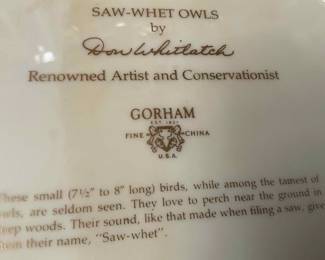 SAW-WHET OWLS
by
Don Whitlatch
Renowned Artist and Conservationist
GORHAM
EST. 1831
FINE CHINA
U.S.A.
These small (7½" to 8" long) birds, while among the tamest of
owls, are seldom seen. They love to perch near the ground in
deep woods. Their sound, like that made when filing a saw, give
them their name, "Saw-whet".